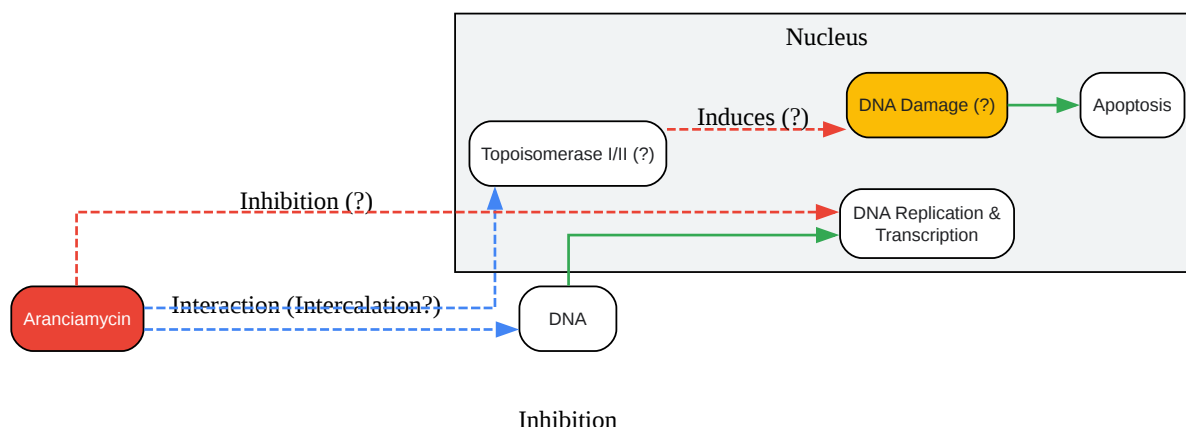 Nucleus
DNA Damage (?)
Apoptosis
Induces (?)
Topoisomerase I/II (?)
Inhibition (?)
DNA Replication &
Transcription
Interaction (Intercalation?)
Aranciamycin
DNA
Inhibition